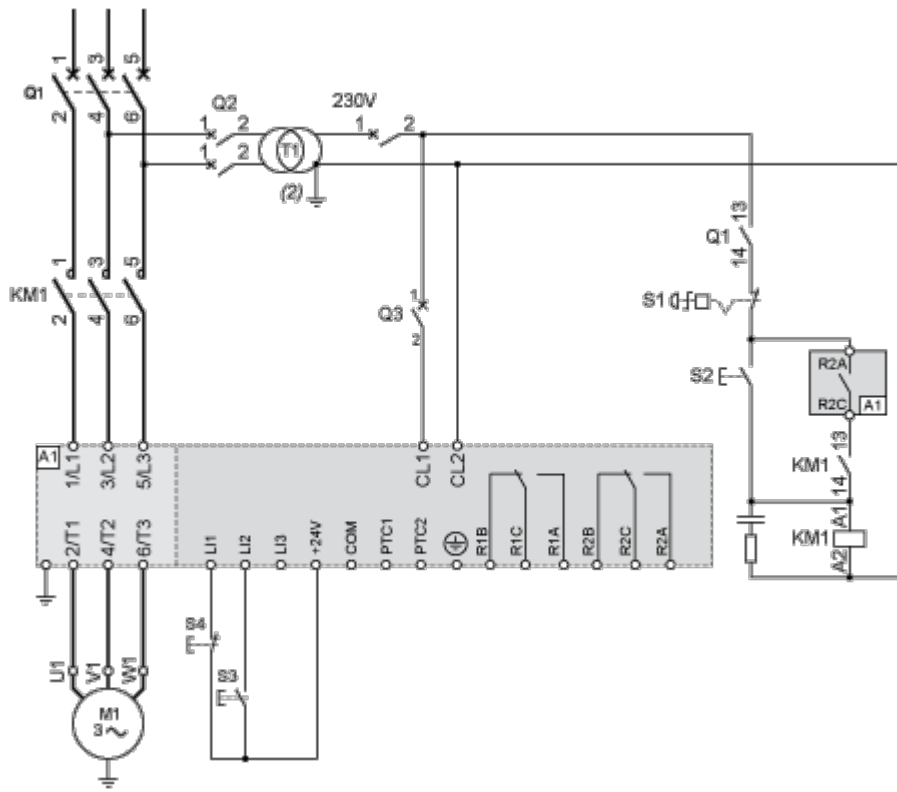 1 3 5
Q1
2 4 6
Q2
1 2
1 2
T1
(2)
230V
1 2
13
Q1
14
1 3 5
KM1
2 4 6
1
Q3
2
S1
S2
R2A
R2C A1
13
KM1
14
A1
KM1
A2
A1
1/L1 3/L2 5/L3
CL1 CL2
2/T1 4/T2 6/T3
LI1 LI2 LI3 +24V COM PTC1 PTC2 R1B R1C R1A R2B R2C R2A
S4
S3
U1 V1 W1
M1
3